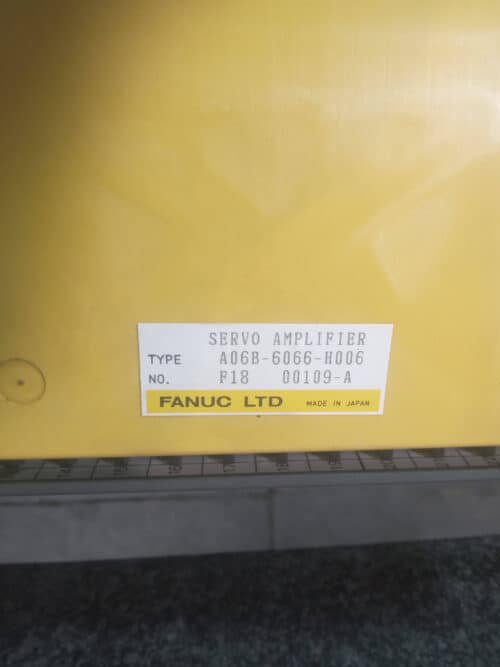 SERVO AMPLIFIER
TYPE A06B-6066-H006
NO. F18 00109-A
FANUC LTD MADE IN JAPAN